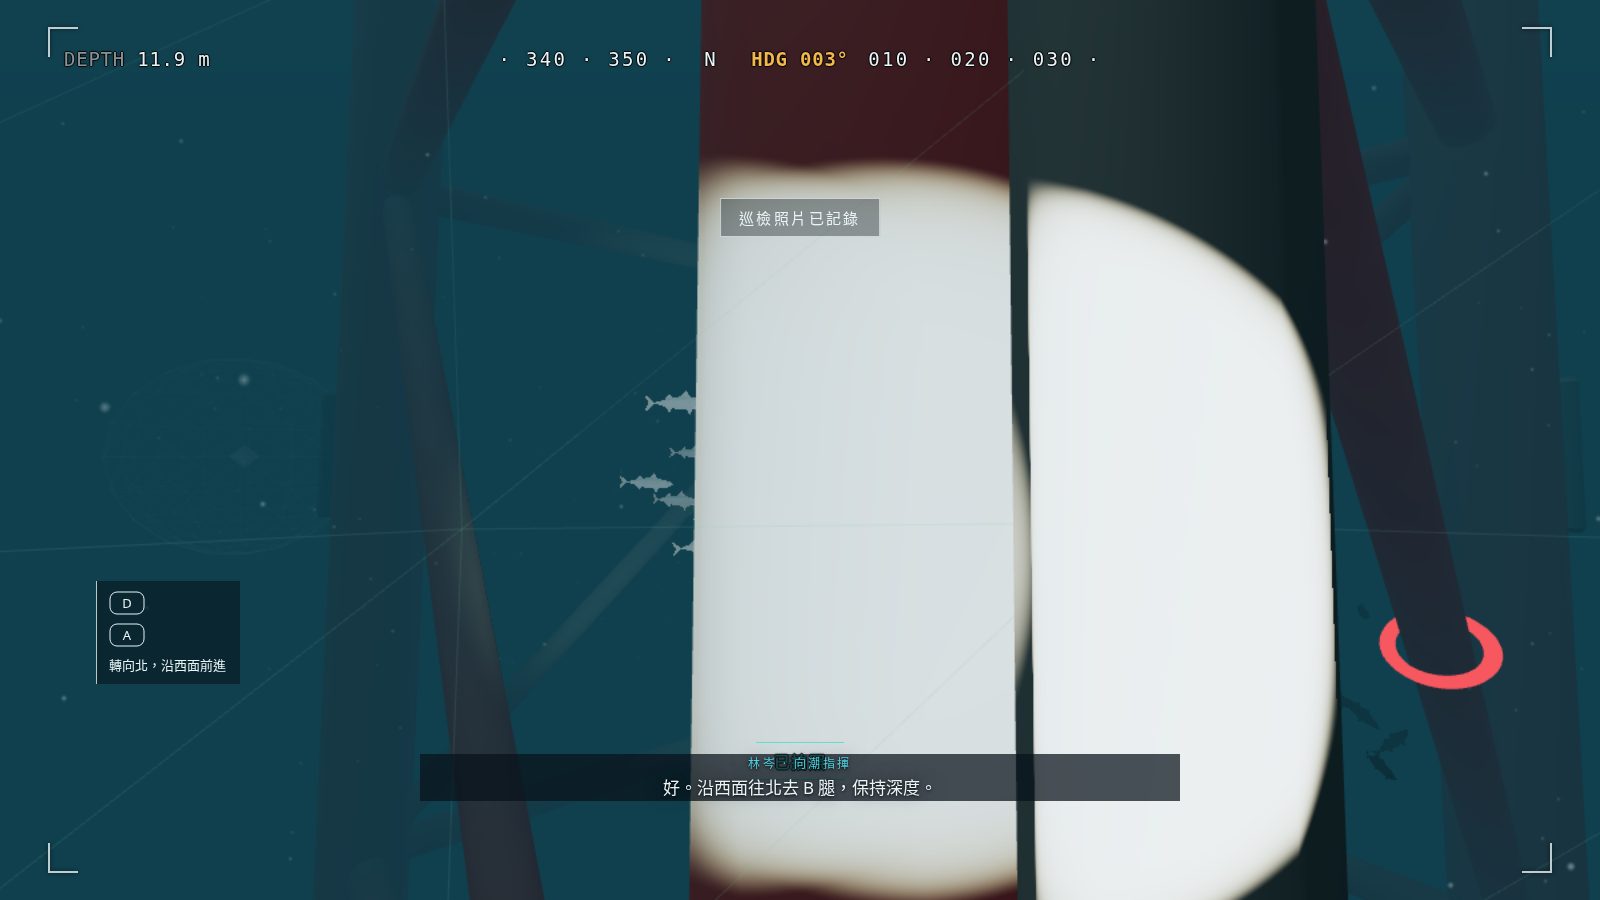 DEPTH 11.9 m
· 340 · 350 · N HDG 003° 010 · 020 · 030 ·
巡檢照片已記錄
D
A
轉向北，沿西面前進
林岑 向潮指揮
好。沿西面往北去 B 腿，保持深度。